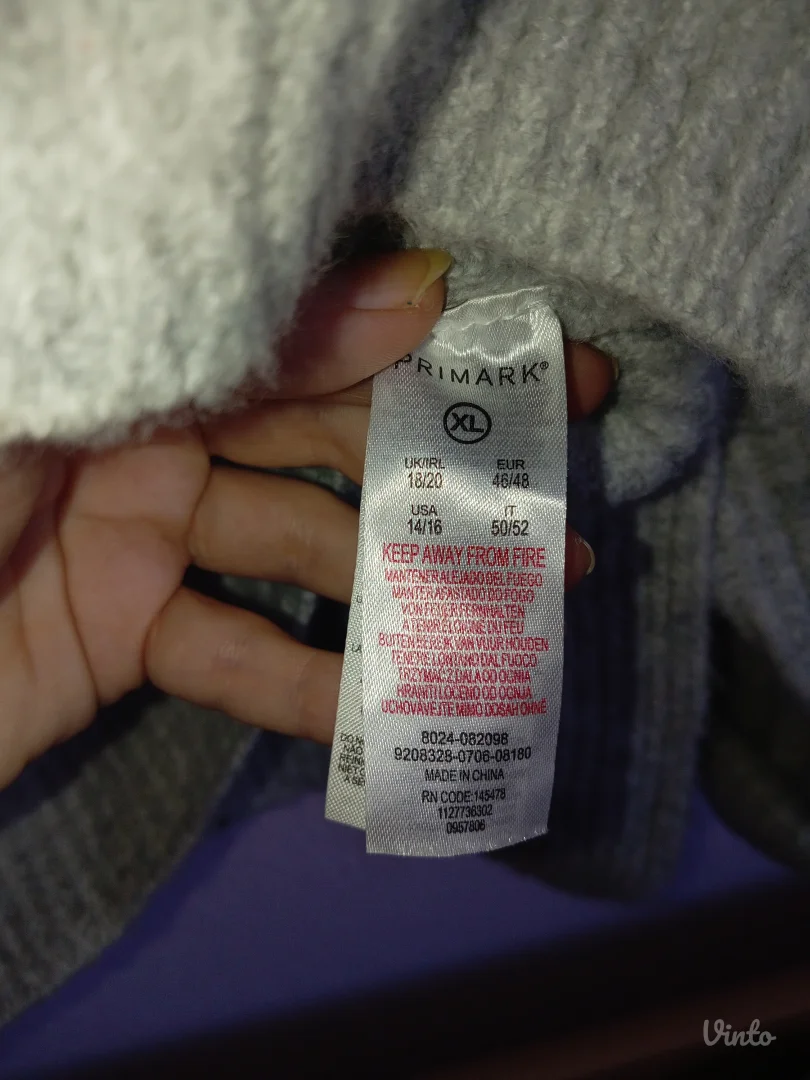 PRIMARK®
XL
UK/IRL EUR
18/20 46/48
USA IT
14/16 50/52
KEEP AWAY FROM FIRE
MANTENER ALEJADO DEL FUEGO
MANTER AFASTADO DO FOGO
VON FEUER FERNHALTEN
A TENIR ÉLOIGNÉ DU FEU
BUITEN BEREIK VAN VUUR HOUDEN
TENERE LONTANO DAL FUOCO
TRZYMAĆ Z DALA OD OGNIA
HRANITI LOČENO OD OGNJA
UCHOVÁVEJTE MIMO DOSAH OHNĚ
8024-082098
9208328-0706-08180
MADE IN CHINA
RN CODE:145478
1127736302
0957806
Vinto